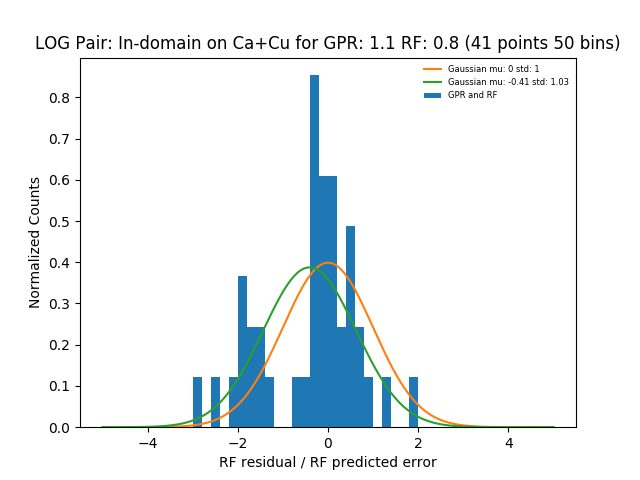 LOG Pair: In-domain on Ca+Cu for GPR: 1.1 RF: 0.8 (41 points 50 bins)
Gaussian mu: 0 std: 1
Gaussian mu: -0.41 std: 1.03
GPR and RF
Normalized Counts
0.8
0.7
0.6
0.5
0.4
0.3
0.2
0.1
0.0
−4 −2 0 2 4
RF residual / RF predicted error